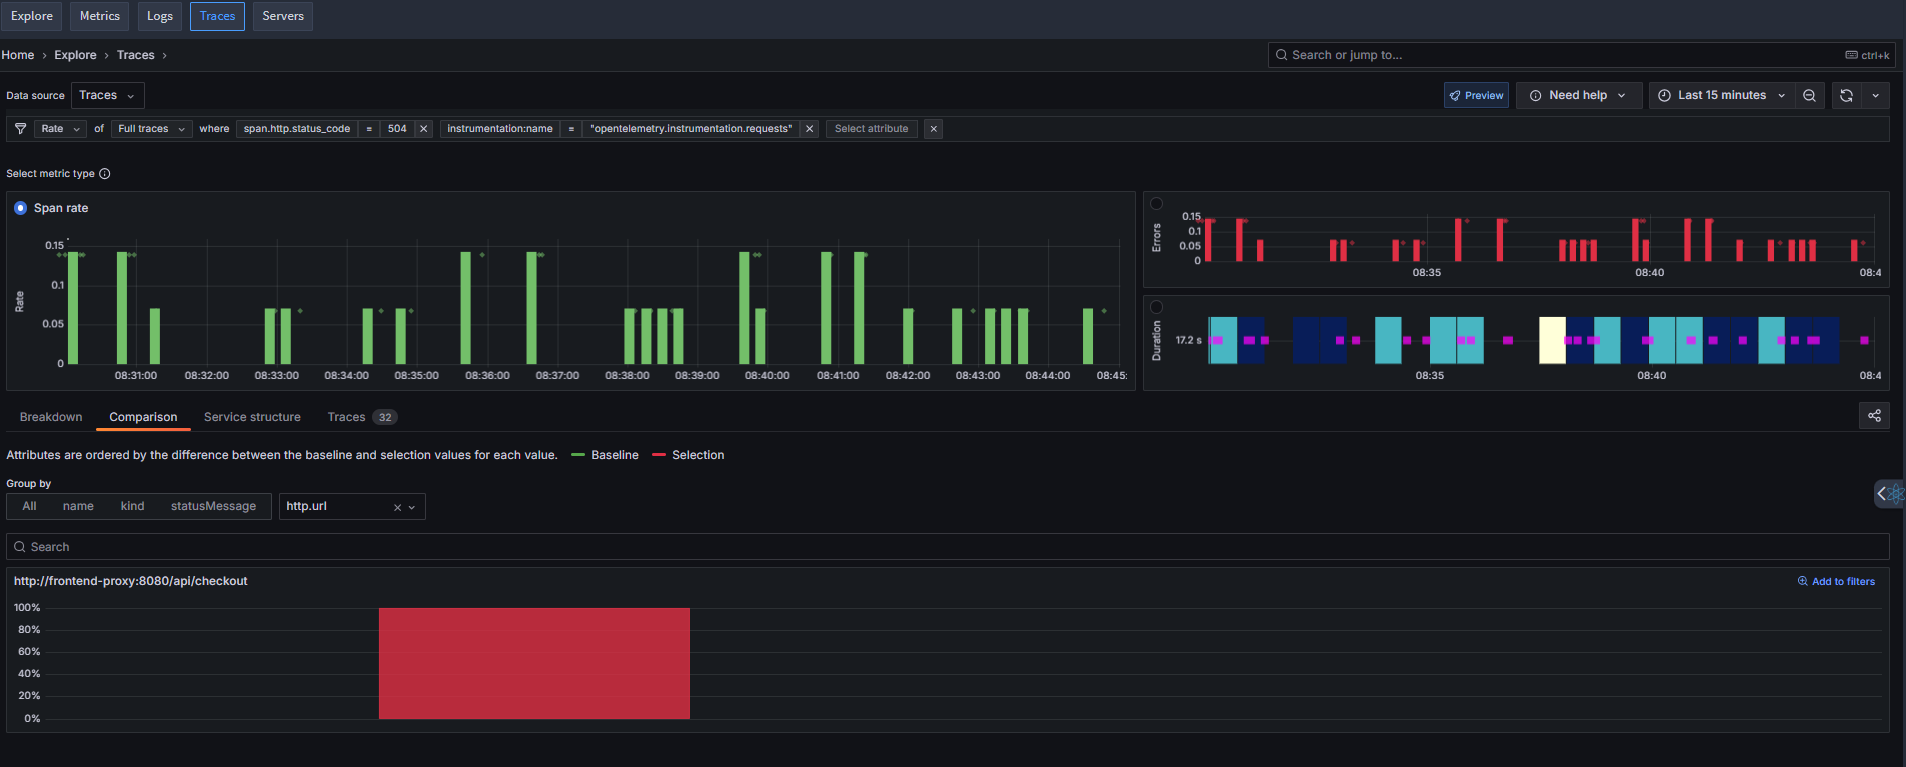 Explore Metrics Logs Traces Servers
Home › Explore › Traces ›
Search or jump to... ctrl+k
Data source Traces
Preview Need help Last 15 minutes
Rate of Full traces where span.http.status_code = 504 instrumentation:name = "opentelemetry.instrumentation.requests" Select attribute
Select metric type
Span rate
Rate
0.15
0.1
0.05
0
08:31:00 08:32:00 08:33:00 08:34:00 08:35:00 08:36:00 08:37:00 08:38:00 08:39:00 08:40:00 08:41:00 08:42:00 08:43:00 08:44:00 08:45:
Errors
0.15
0.1
0.05
0
08:35 08:40 08:4
Duration
17.2 s
08:35 08:40 08:4
Breakdown Comparison Service structure Traces 32
Attributes are ordered by the difference between the baseline and selection values for each value. Baseline Selection
Group by
All name kind statusMessage http.url
Search
http://frontend-proxy:8080/api/checkout
Add to filters
100%
80%
60%
40%
20%
0%